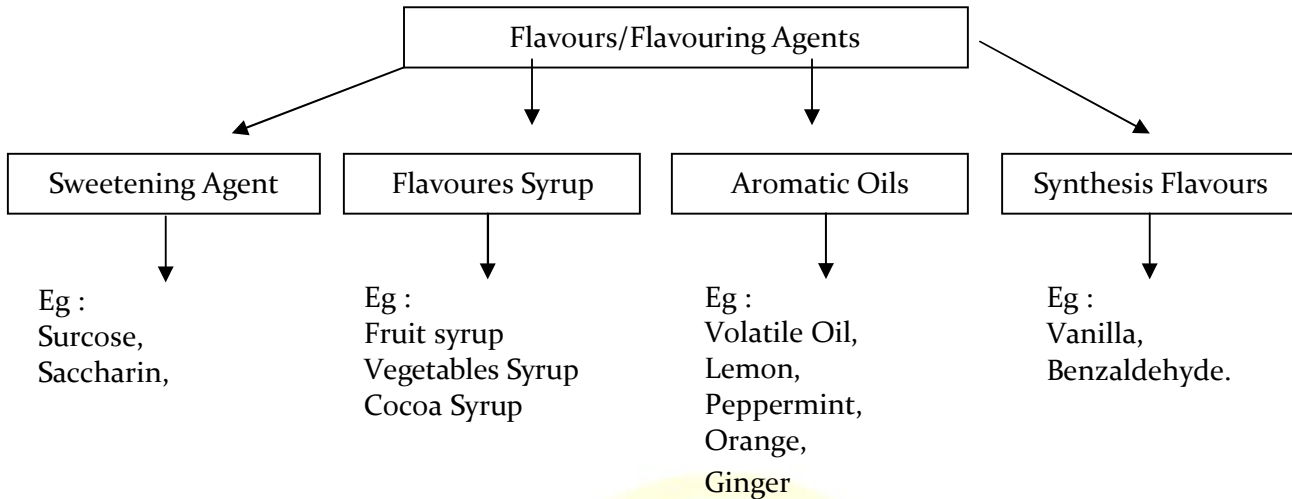 Flavours/Flavouring Agents
Sweetening Agent
Flavoures Syrup
Aromatic Oils
Synthesis Flavours
Eg :
Surcose,
Saccharin,
Eg :
Fruit syrup
Vegetables Syrup
Cocoa Syrup
Eg :
Volatile Oil,
Lemon,
Peppermint,
Orange,
Ginger
Eg :
Vanilla,
Benzaldehyde.